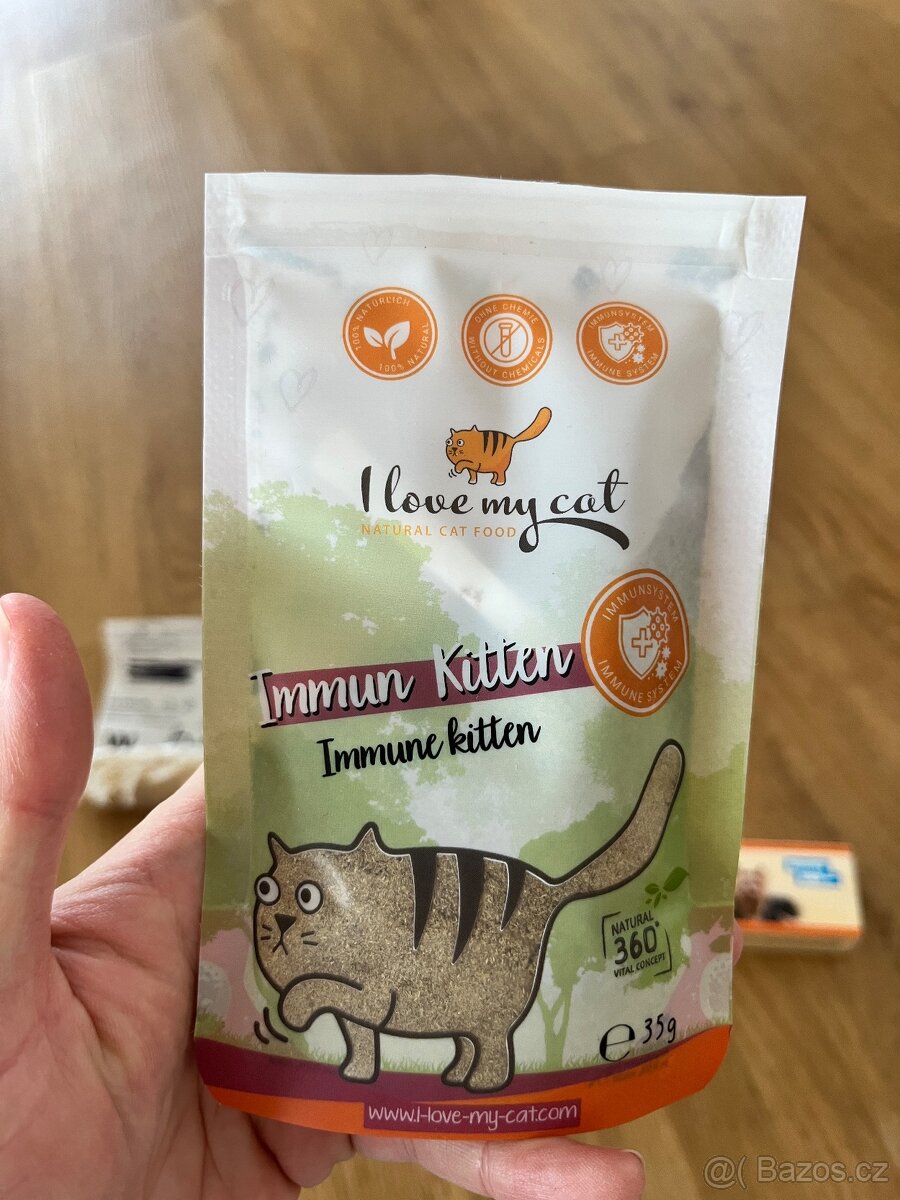 100% NATÜRLICH
100% NATURAL
OHNE CHEMIE
WITHOUT CHEMICALS
IMMUNSYSTEM
IMMUNE SYSTEM
I love my cat
NATURAL CAT FOOD
IMMUNSYSTEM
IMMUNE SYSTEM
Immun Kitten
Immune kitten
NATURAL
360°
VITAL CONCEPT
e 35g
www.i-love-my-cat.com
@( Bazos.cz